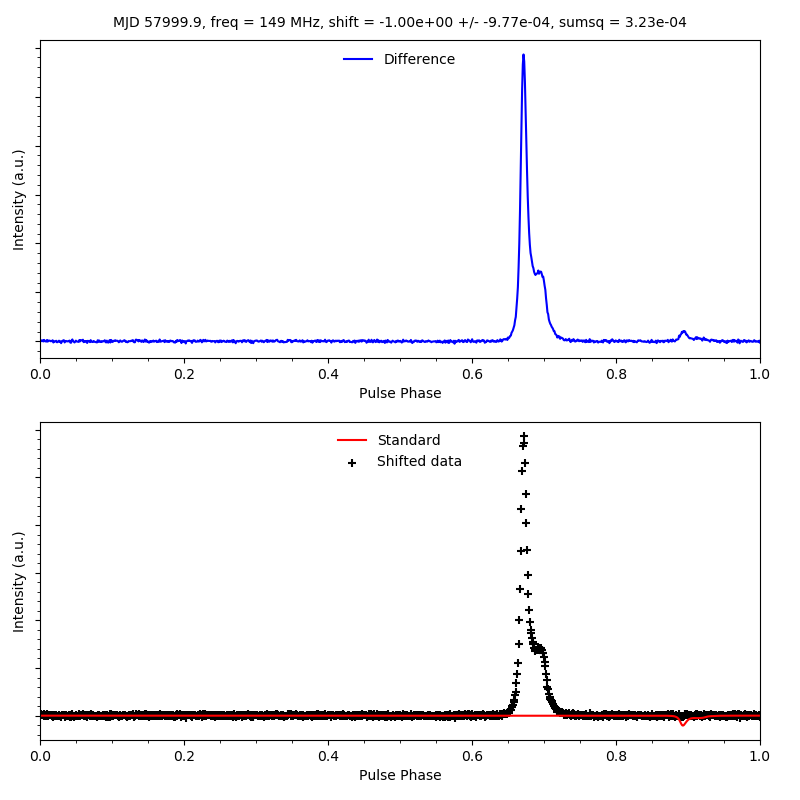 MJD 57999.9, freq = 149 MHz, shift = -1.00e+00 +/- -9.77e-04, sumsq = 3.23e-04
Difference
Intensity (a.u.)
0.0 0.2 0.4 0.6 0.8 1.0
Pulse Phase
Standard
Shifted data
Intensity (a.u.)
0.0 0.2 0.4 0.6 0.8 1.0
Pulse Phase